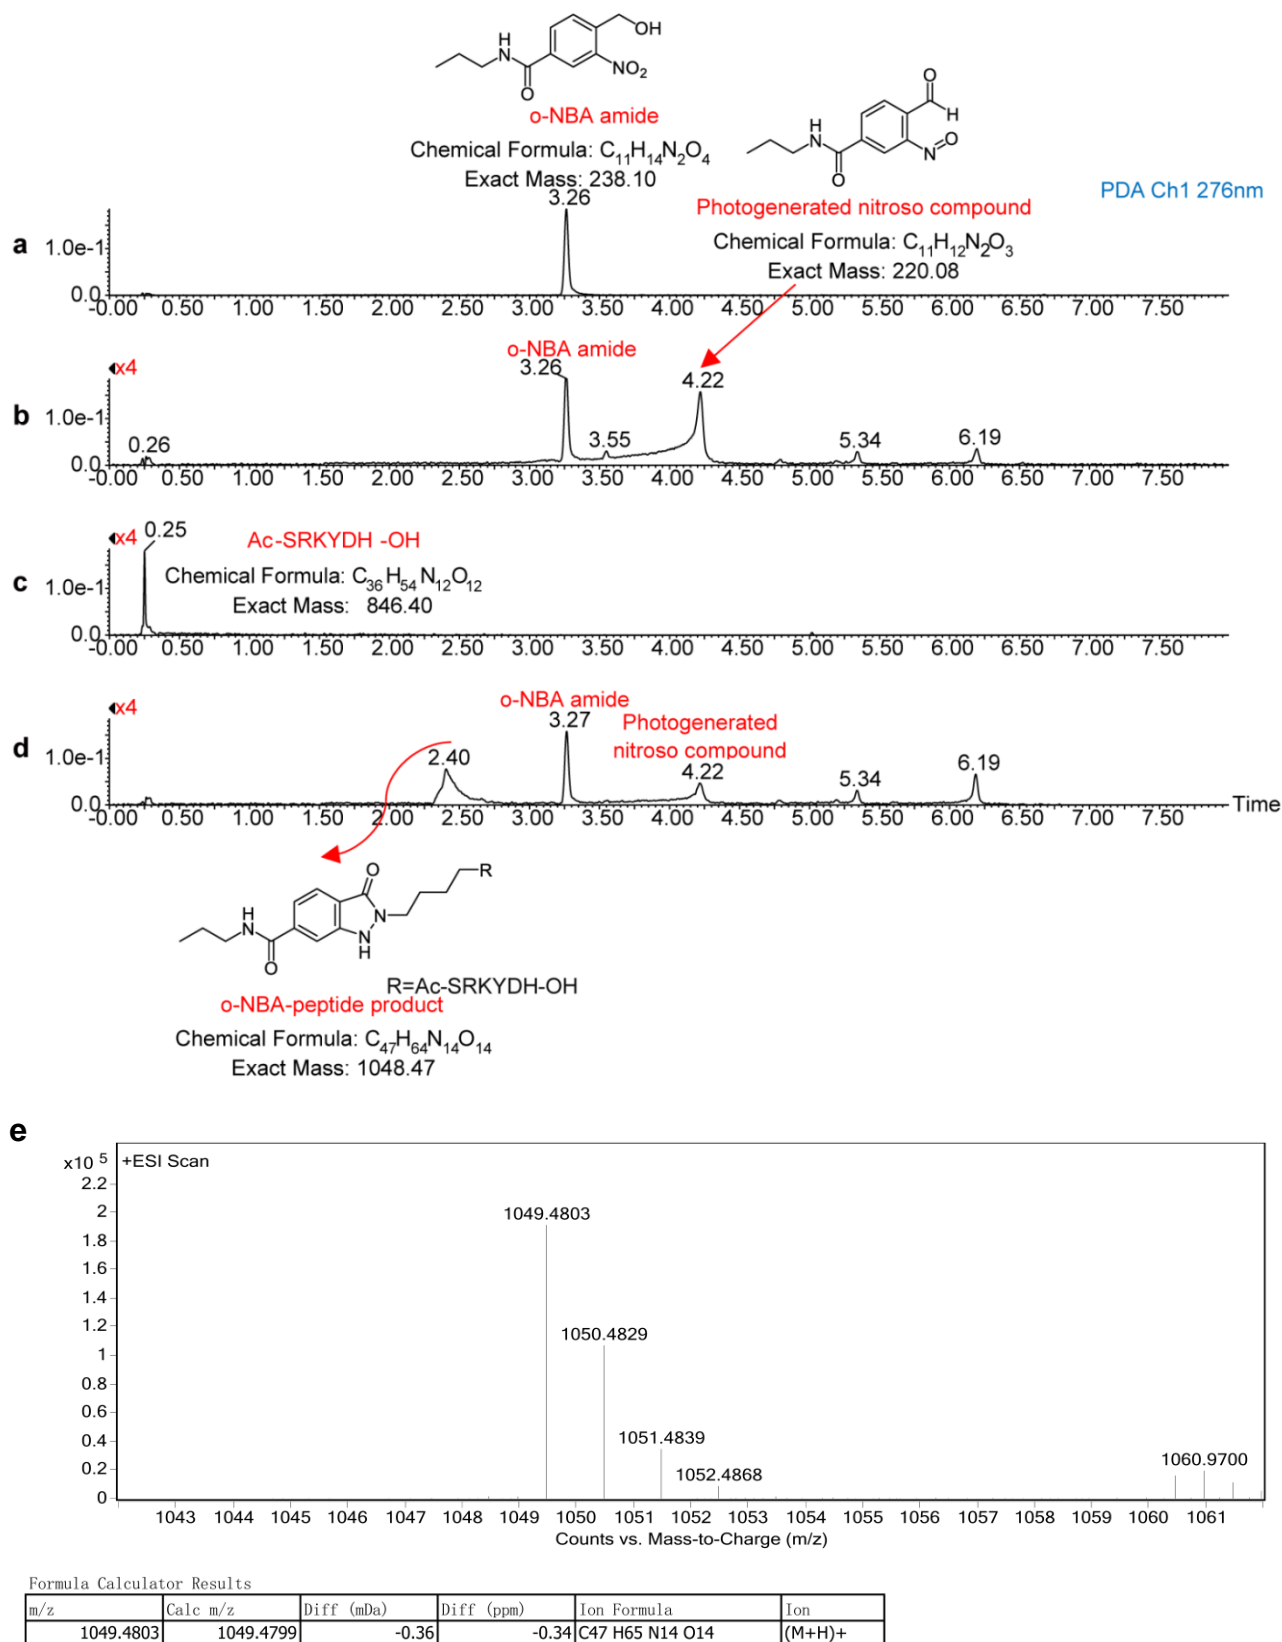 OH
H
N
O
NO₂
o-NBA amide
Chemical Formula: C₁₁H₁₄N₂O₄
Exact Mass: 238.10
O
H
H
N
O
N
O
Photogenerated nitroso compound
Chemical Formula: C₁₁H₁₂N₂O₃
Exact Mass: 220.08
PDA Ch1 276nm
a
3.26
1.0e-1
0.0
-0.00 0.50 1.00 1.50 2.00 2.50 3.00 3.50 4.00 4.50 5.00 5.50 6.00 6.50 7.00 7.50
b
x4
o-NBA amide
3.26
4.22
0.26
3.55
5.34
6.19
1.0e-1
0.0
-0.00 0.50 1.00 1.50 2.00 2.50 3.00 3.50 4.00 4.50 5.00 5.50 6.00 6.50 7.00 7.50
c
x4
0.25
Ac-SRKYDH -OH
Chemical Formula: C₃₆H₅₄N₁₂O₁₂
Exact Mass: 846.40
1.0e-1
0.0
-0.00 0.50 1.00 1.50 2.00 2.50 3.00 3.50 4.00 4.50 5.00 5.50 6.00 6.50 7.00 7.50
d
x4
o-NBA amide
3.27
Photogenerated
nitroso compound
2.40
4.22
5.34
6.19
1.0e-1
0.0
-0.00 0.50 1.00 1.50 2.00 2.50 3.00 3.50 4.00 4.50 5.00 5.50 6.00 6.50 7.00 7.50
Time
O
R
N
H
N
N
H
O
R=Ac-SRKYDH-OH
o-NBA-peptide product
Chemical Formula: C₄₇H₆₄N₁₄O₁₄
Exact Mass: 1048.47
e
x10 ⁵
+ESI Scan
2.2
2
1.8
1.6
1.4
1.2
1
0.8
0.6
0.4
0.2
0
1049.4803
1050.4829
1051.4839
1052.4868
1060.9700
1043 1044 1045 1046 1047 1048 1049 1050 1051 1052 1053 1054 1055 1056 1057 1058 1059 1060 1061
Counts vs. Mass-to-Charge (m/z)
Formula Calculator Results
m/z Calc m/z Diff (mDa) Diff (ppm) Ion Formula Ion
1049.4803 1049.4799 -0.36 -0.34 C47 H65 N14 O14 (M+H)+